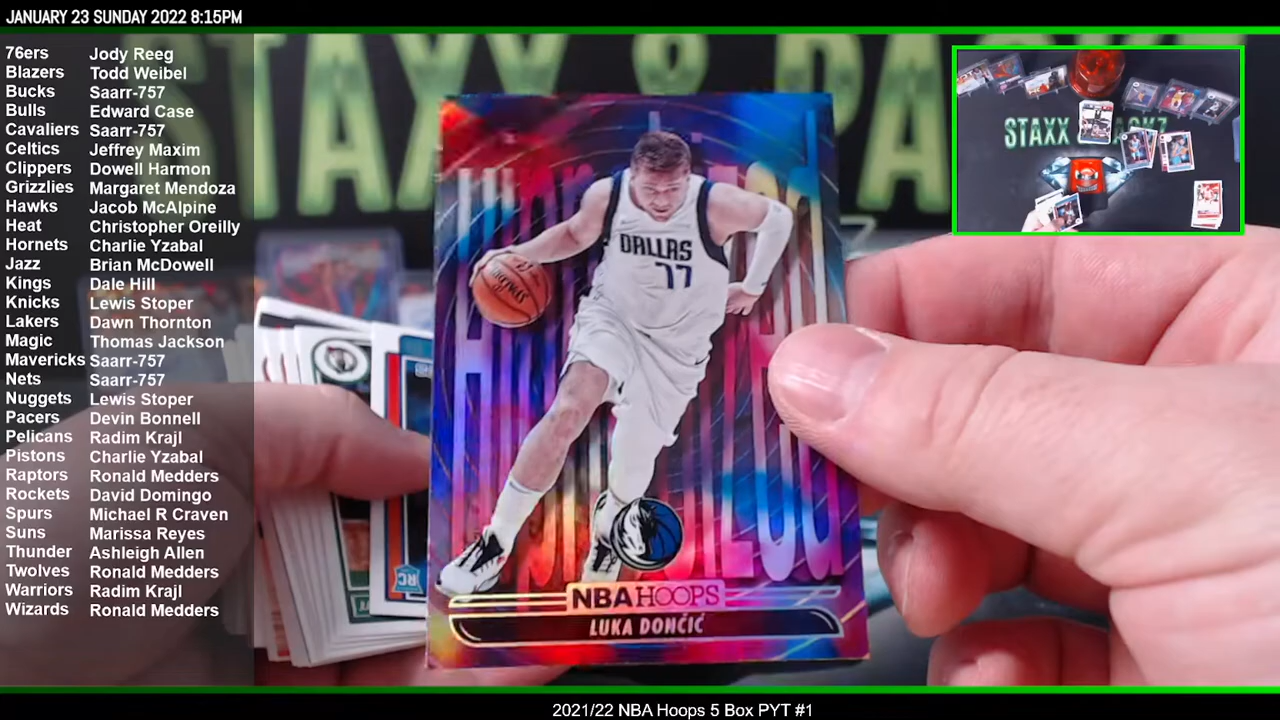 JANUARY 23 SUNDAY 2022 8:15PM
76ers Jody Reeg
Blazers Todd Weibel
Bucks Saarr-757
Bulls Edward Case
Cavaliers Saarr-757
Celtics Jeffrey Maxim
Clippers Dowell Harmon
Grizzlies Margaret Mendoza
Hawks Jacob McAlpine
Heat Christopher Oreilly
Hornets Charlie Yzabal
Jazz Brian McDowell
Kings Dale Hill
Knicks Lewis Stoper
Lakers Dawn Thornton
Magic Thomas Jackson
Mavericks Saarr-757
Nets Saarr-757
Nuggets Lewis Stoper
Pacers Devin Bonnell
Pelicans Radim Krajl
Pistons Charlie Yzabal
Raptors Ronald Medders
Rockets David Domingo
Spurs Michael R Craven
Suns Marissa Reyes
Thunder Ashleigh Allen
Twolves Ronald Medders
Warriors Radim Krajl
Wizards Ronald Medders
STAXX & PA
DALLAS
77
NBA HOOPS
LUKA DONČIĆ
RC
STAXX
2021/22 NBA Hoops 5 Box PYT #1